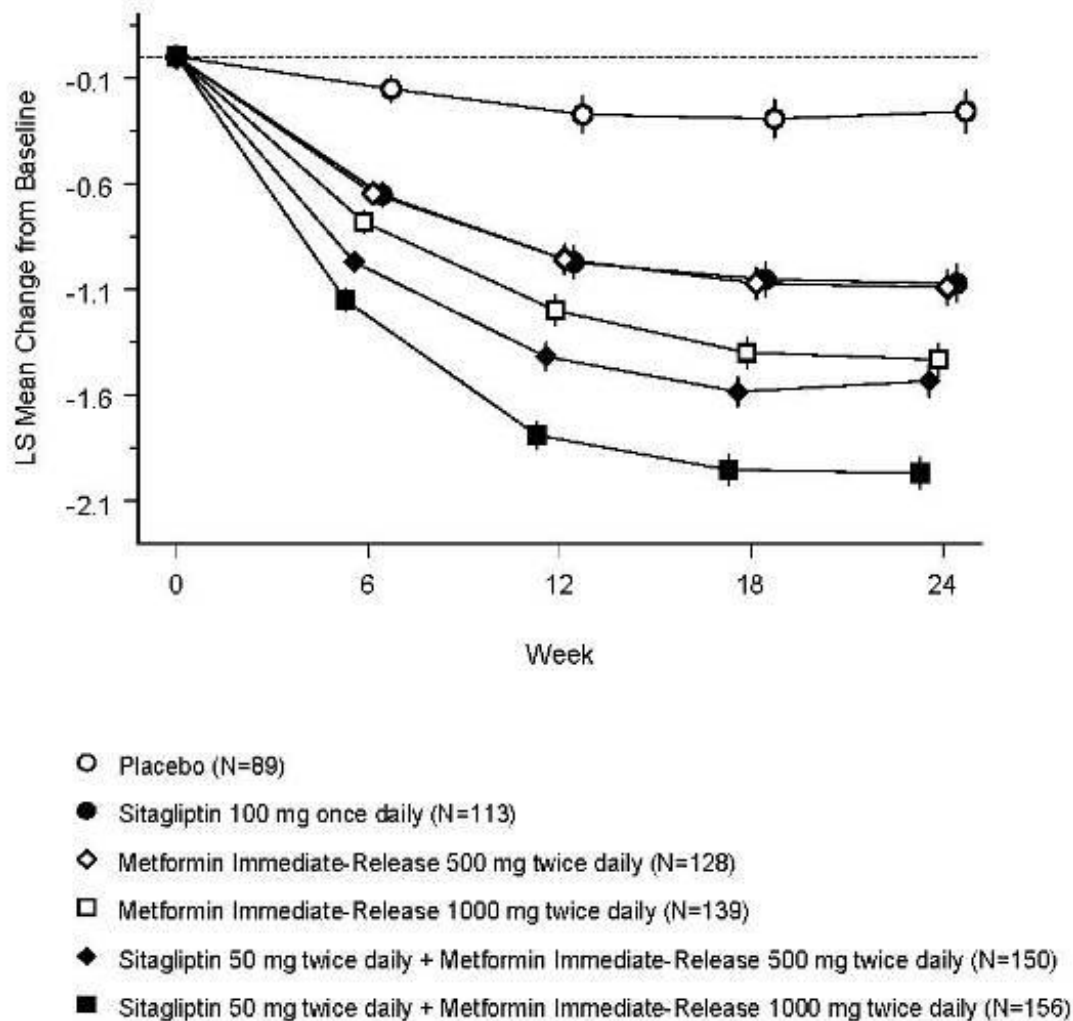 LS Mean Change from Baseline
-0.1
-0.6
-1.1
-1.6
-2.1
0 6 12 18 24
Week
Placebo (N=89)
Sitagliptin 100 mg once daily (N=113)
Metformin Immediate-Release 500 mg twice daily (N=128)
Metformin Immediate-Release 1000 mg twice daily (N=139)
Sitagliptin 50 mg twice daily + Metformin Immediate-Release 500 mg twice daily (N=150)
Sitagliptin 50 mg twice daily + Metformin Immediate-Release 1000 mg twice daily (N=156)